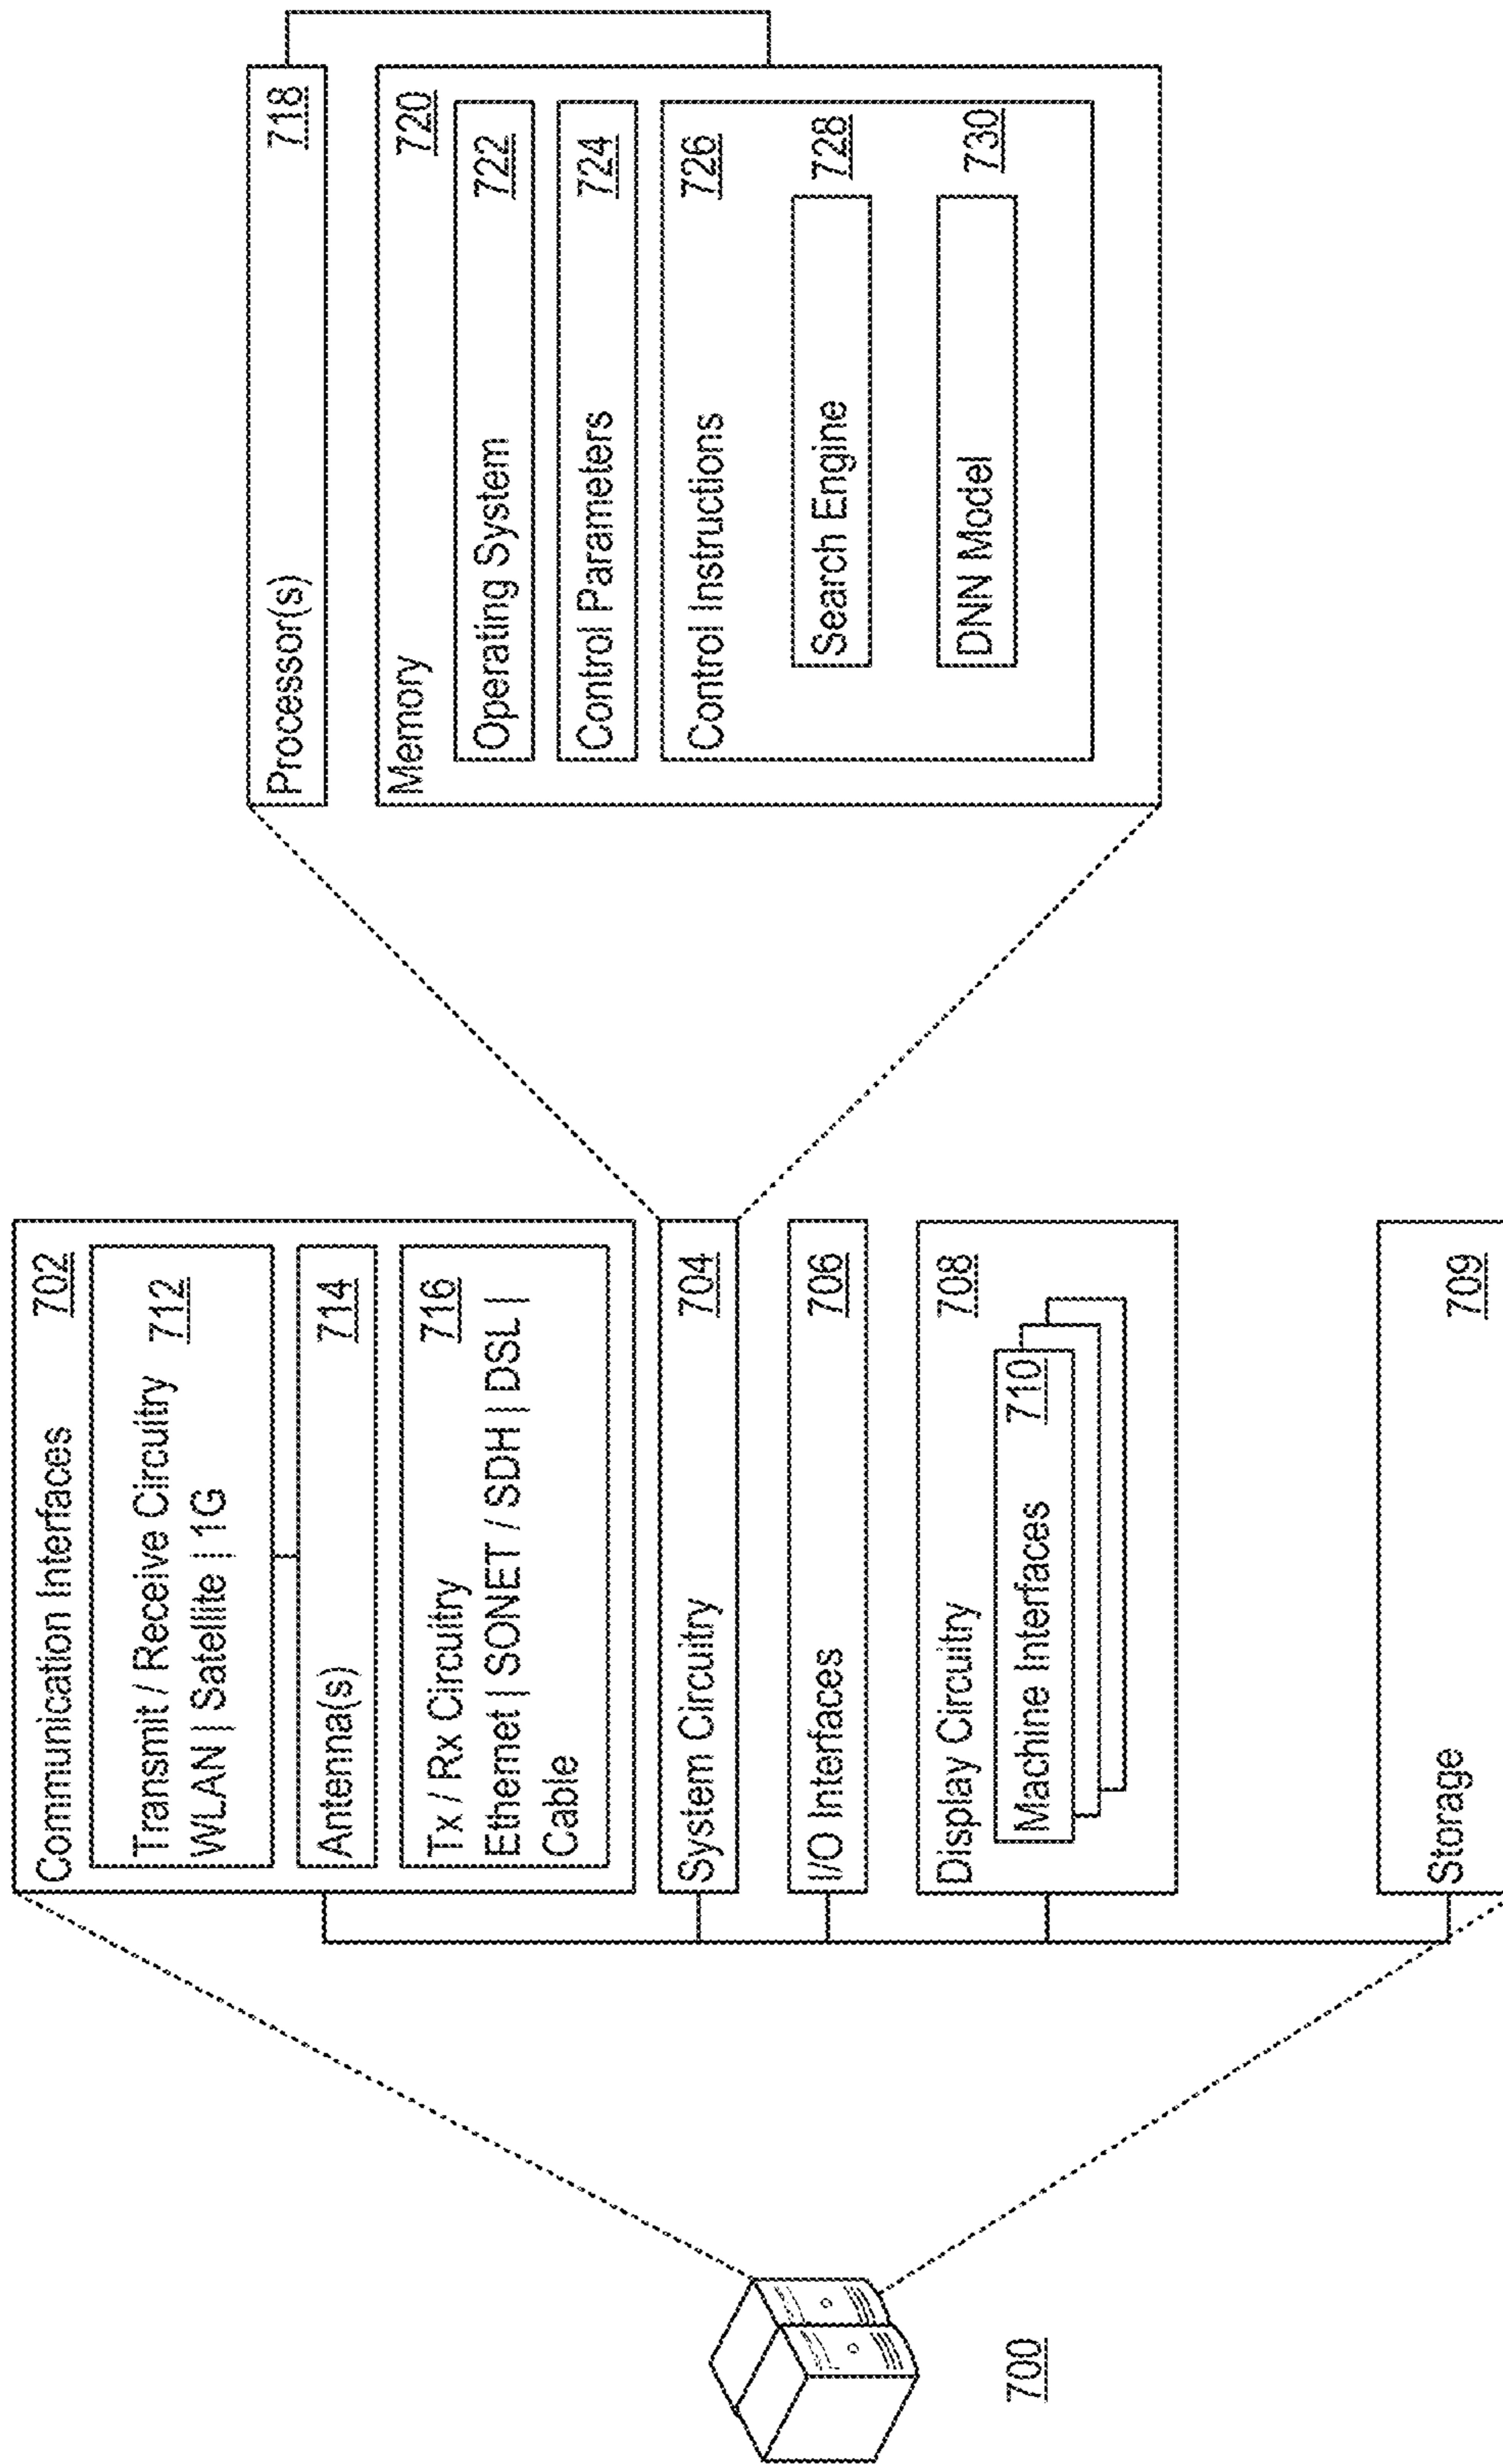 700
Communication Interfaces 702
Transmit / Receive Circuitry 712
WLAN | Satellite | 1G
Antenna(s) 714
Tx / Rx Circuitry 716
Ethernet | SONET / SDH | DSL |
Cable
System Circuitry 704
I/O Interfaces 706
Display Circuitry 708
Machine Interfaces 710
Storage 709
Processor(s) 718
Memory 720
Operating System 722
Control Parameters 724
Control Instructions 726
Search Engine 728
DNN Model 730